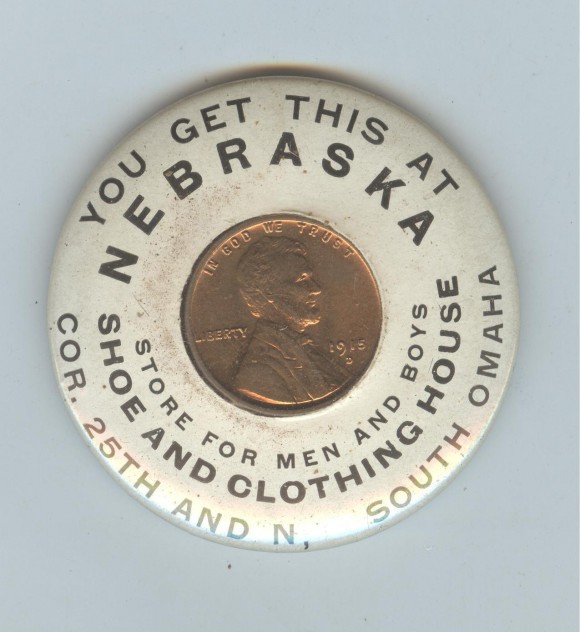 YOU GET THIS AT
NEBRASKA
IN GOD WE TRUST
LIBERTY
1915
D
STORE FOR MEN AND BOYS
SHOE AND CLOTHING HOUSE
COR. 25TH AND N, SOUTH OMAHA